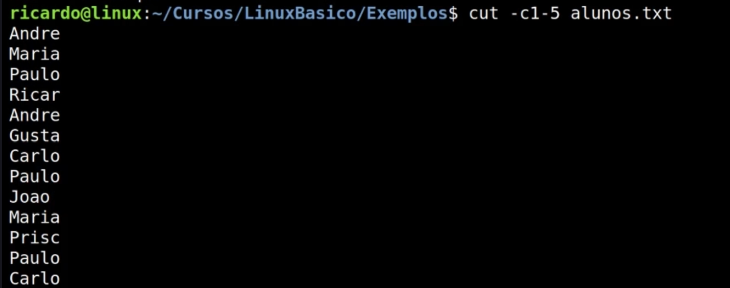 ricardo@linux:~/Cursos/LinuxBasico/Exemplos$ cut -c1-5 alunos.txt
Andre
Maria
Paulo
Ricar
Andre
Gusta
Carlo
Paulo
Joao
Maria
Prisc
Paulo
Carlo